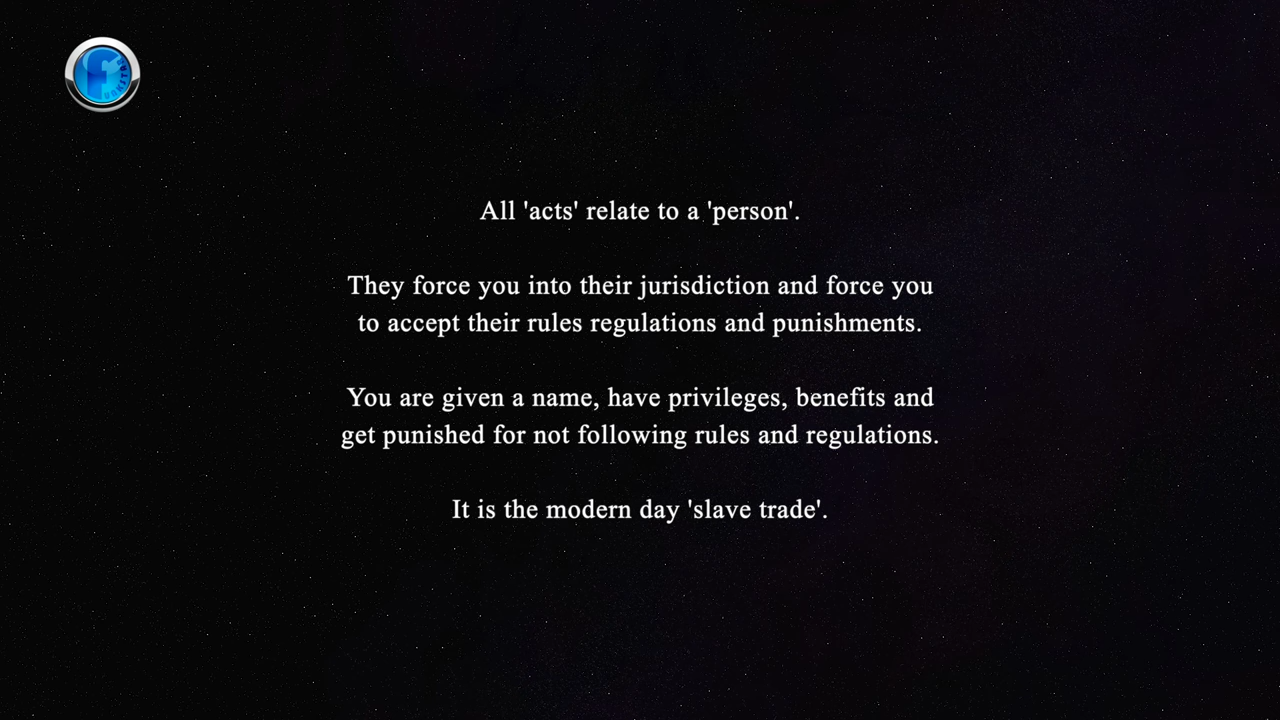 All 'acts' relate to a 'person'.
They force you into their jurisdiction and force you
to accept their rules regulations and punishments.
You are given a name, have privileges, benefits and
get punished for not following rules and regulations.
It is the modern day 'slave trade'.